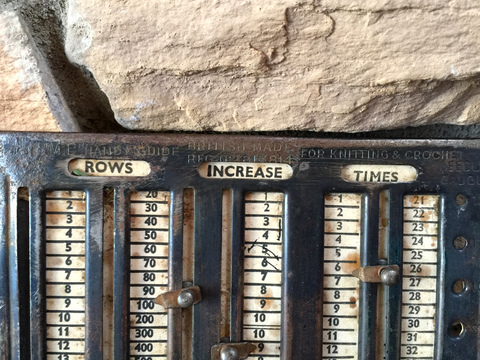 HANDY GUIDE BRITISH MADE FOR KNITTING & CROCHET
ROWS INCREASE TIMES
1 20 1 1 21
2 30 2 2 22
3 40 3 3 23
4 50 4 4 24
5 60 5 5 25
6 70 6 6 26
7 80 7 7 27
8 90 8 8 28
9 100 9 29
10 200 10 30
11 300 9 11 31
12 400 10 12 32